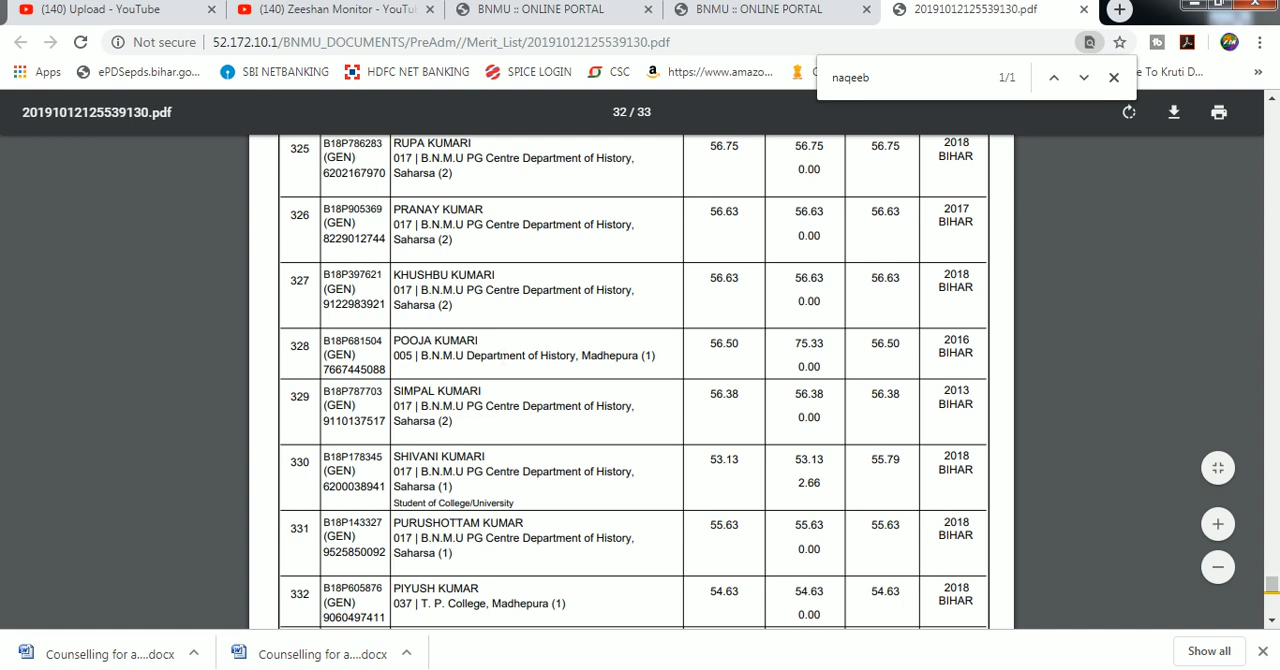 (140) Upload - YouTube
(140) Zeeshan Monitor - YouTu
BNMU :: ONLINE PORTAL
BNMU :: ONLINE PORTAL
20191012125539130.pdf
Not secure
52.172.10.1/BNMU_DOCUMENTS/PreAdm//Merit_List/20191012125539130.pdf
Apps
ePDSepds.bihar.go...
SBI NETBANKING
HDFC NET BANKING
SPICE LOGIN
CSC
https://www.amazo...
naqeeb 1/1
e To Kruti D...
»
20191012125539130.pdf
32 / 33
325 B18P786283 RUPA KUMARI 56.75 56.75 56.75 2018
(GEN) 017 | B.N.M.U PG Centre Department of History, 0.00 BIHAR
6202167970 Saharsa (2)
326 B18P905369 PRANAY KUMAR 56.63 56.63 56.63 2017
(GEN) 017 | B.N.M.U PG Centre Department of History, 0.00 BIHAR
8229012744 Saharsa (2)
327 B18P397621 KHUSHBU KUMARI 56.63 56.63 56.63 2018
(GEN) 017 | B.N.M.U PG Centre Department of History, 0.00 BIHAR
9122983921 Saharsa (2)
328 B18P681504 POOJA KUMARI 56.50 75.33 56.50 2016
(GEN) 005 | B.N.M.U Department of History, Madhepura (1) 0.00 BIHAR
7667445088
329 B18P787703 SIMPAL KUMARI 56.38 56.38 56.38 2013
(GEN) 017 | B.N.M.U PG Centre Department of History, 0.00 BIHAR
9110137517 Saharsa (2)
330 B18P178345 SHIVANI KUMARI 53.13 53.13 55.79 2018
(GEN) 017 | B.N.M.U PG Centre Department of History, 2.66 BIHAR
6200038941 Saharsa (1)
Student of College/University
331 B18P143327 PURUSHOTTAM KUMAR 55.63 55.63 55.63 2018
(GEN) 017 | B.N.M.U PG Centre Department of History, 0.00 BIHAR
9525850092 Saharsa (1)
332 B18P605876 PIYUSH KUMAR 54.63 54.63 54.63 2018
(GEN) 037 | T. P. College, Madhepura (1) 0.00 BIHAR
9060497411
Counselling for a....docx
Counselling for a....docx
Show all